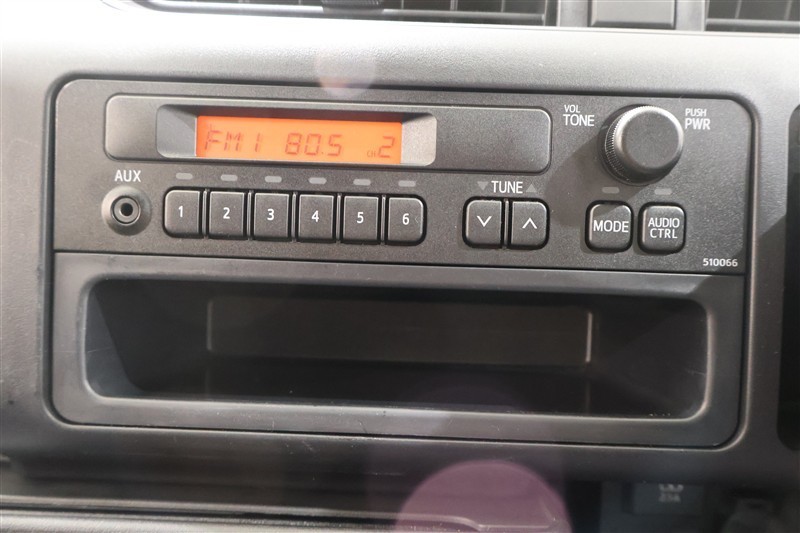 FM1 80.5 CH 2
VOL
TONE
PUSH
PWR
AUX
1 2 3 4 5 6
TUNE
MODE
AUDIO
CTRL
510066